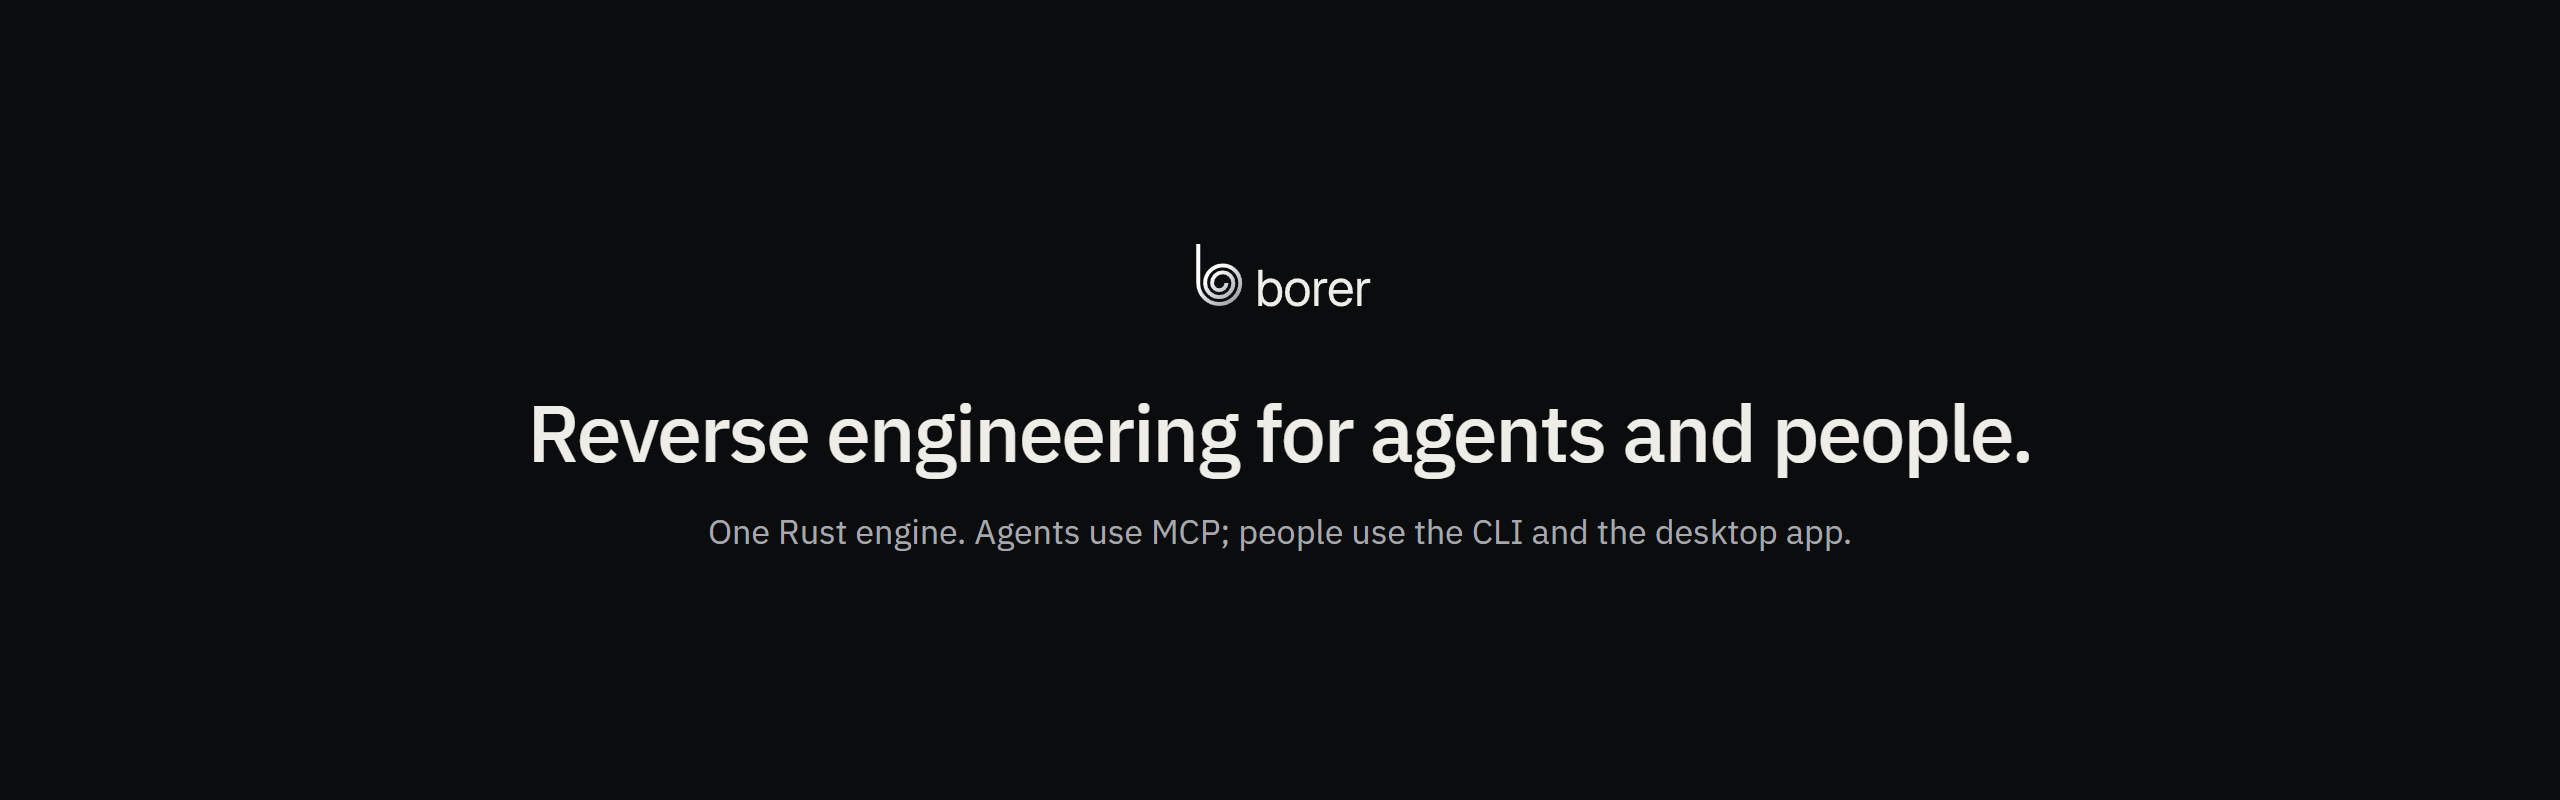 borer
Reverse engineering for agents and people.
One Rust engine. Agents use MCP; people use the CLI and the desktop app.